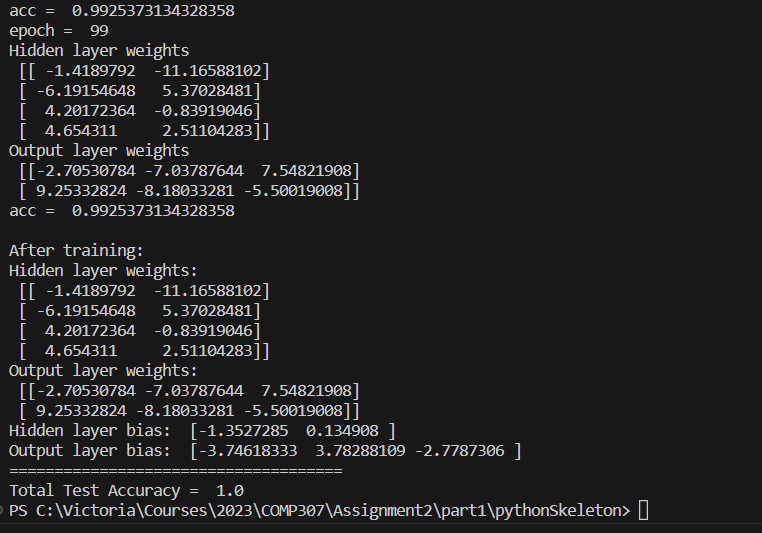 acc =  0.9925373134328358
epoch =  99
Hidden layer weights
 [[ -1.4189792  -11.16588102]
 [ -6.19154648   5.37028481]
 [  4.20172364  -0.83919046]
 [  4.654311     2.51104283]]
Output layer weights
 [[-2.70530784 -7.03787644  7.54821908]
 [ 9.25332824 -8.18033281 -5.50019008]]
acc =  0.9925373134328358

After training:
Hidden layer weights:
 [[ -1.4189792  -11.16588102]
 [ -6.19154648   5.37028481]
 [  4.20172364  -0.83919046]
 [  4.654311     2.51104283]]
Output layer weights:
 [[-2.70530784 -7.03787644  7.54821908]
 [ 9.25332824 -8.18033281 -5.50019008]]
Hidden layer bias:  [-1.3527285  0.134908 ]
Output layer bias:  [-3.74618333  3.78288109 -2.7787306 ]
=====================================
Total Test Accuracy =  1.0
PS C:\Victoria\Courses\2023\COMP307\Assignment2\part1\pythonSkeleton>